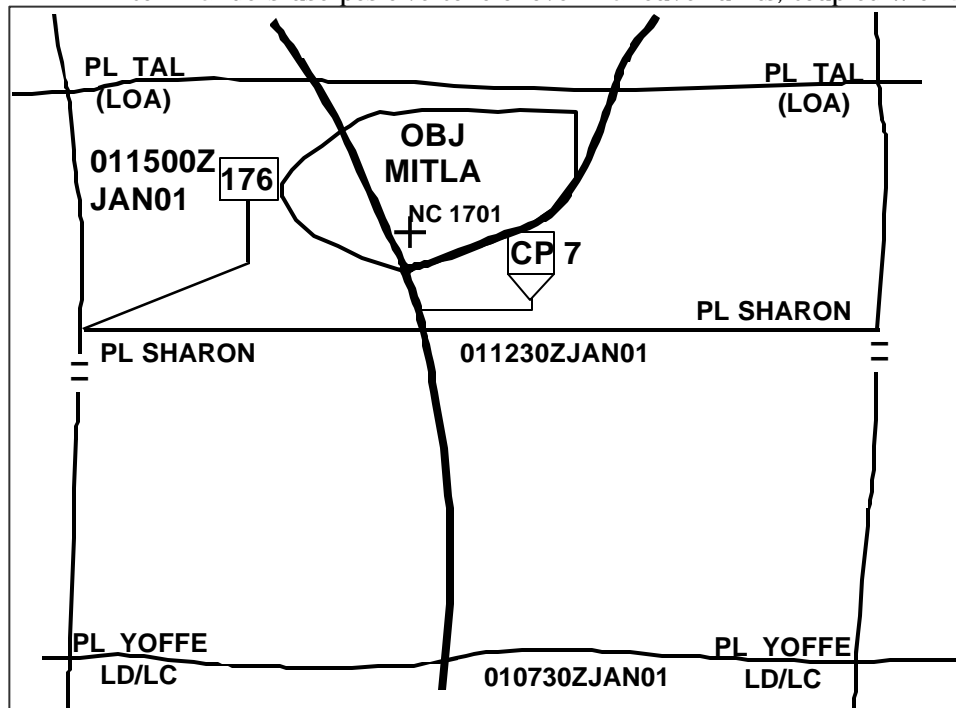 PL TAL
(LOA)
PL TAL
(LOA)
011500Z
JAN01
176
OBJ
MITLA
NC 1701
CP 7
PL SHARON
PL SHARON
011230ZJAN01
PL YOFFE
LD/LC
010730ZJAN01
PL YOFFE
LD/LC